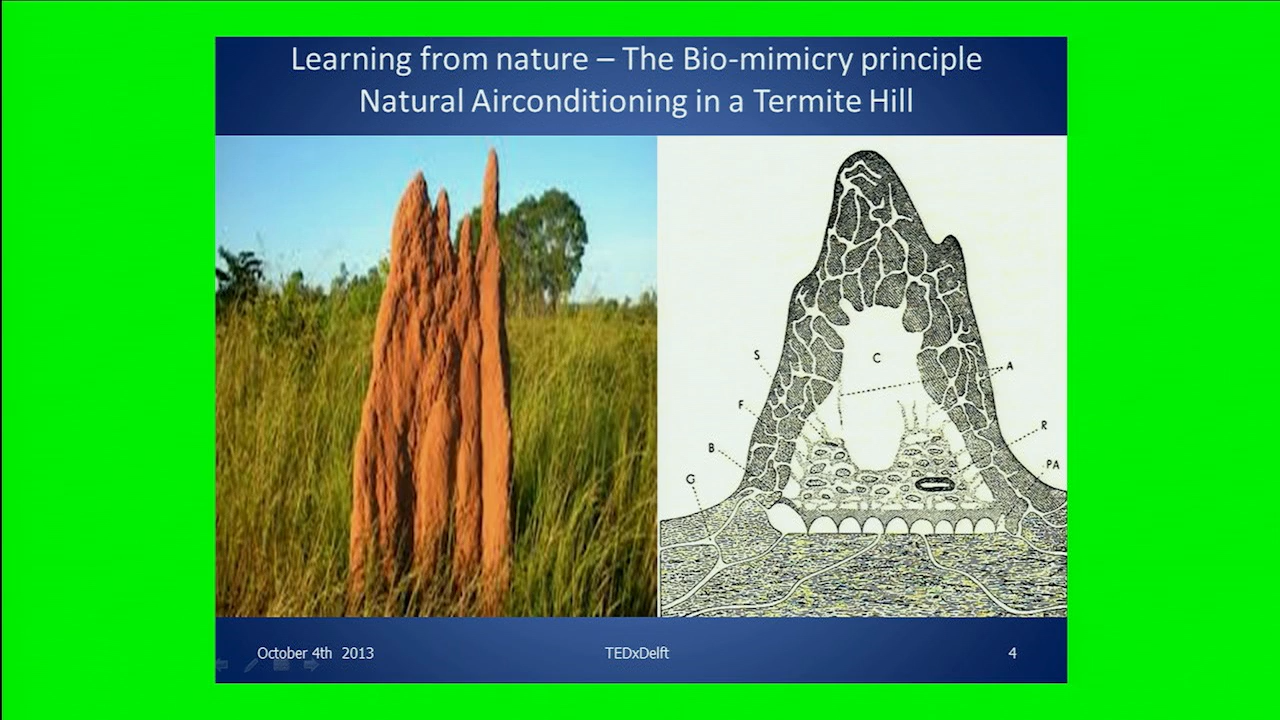 Learning from nature – The Bio-mimicry principle
Natural Airconditioning in a Termite Hill
C
S
A
F
R
B
PA
G
October 4th 2013
TEDxDelft
4